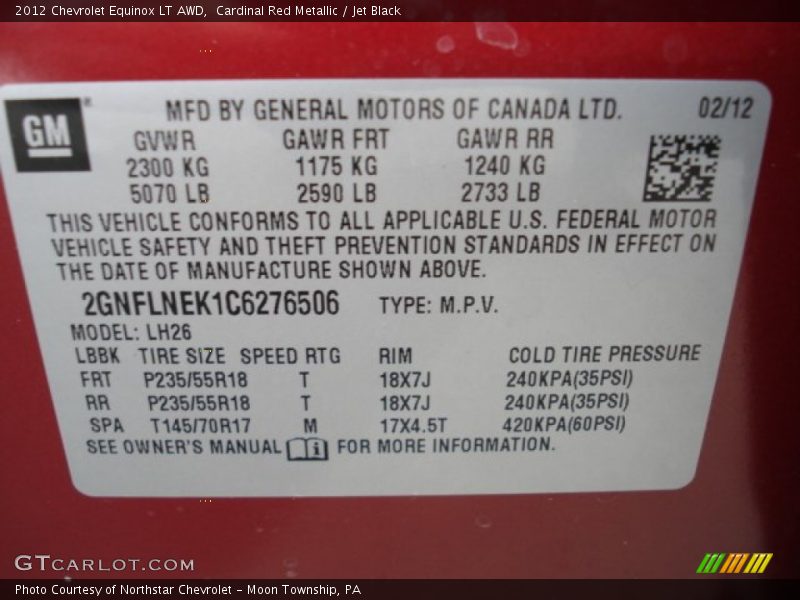 2012 Chevrolet Equinox LT AWD,  Cardinal Red Metallic / Jet Black
GM
MFD BY GENERAL MOTORS OF CANADA LTD. 02/12
GVWR GAWR FRT GAWR RR
2300 KG 1175 KG 1240 KG
5070 LB 2590 LB 2733 LB
THIS VEHICLE CONFORMS TO ALL APPLICABLE U.S. FEDERAL MOTOR
VEHICLE SAFETY AND THEFT PREVENTION STANDARDS IN EFFECT ON
THE DATE OF MANUFACTURE SHOWN ABOVE.
2GNFLNEK1C6276506 TYPE: M.P.V.
MODEL: LH26
LBBK TIRE SIZE SPEED RTG RIM COLD TIRE PRESSURE
FRT P235/55R18 T 18X7J 240KPA(35PSI)
RR P235/55R18 T 18X7J 240KPA(35PSI)
SPA T145/70R17 M 17X4.5T 420KPA(60PSI)
SEE OWNER'S MANUAL i FOR MORE INFORMATION.
GTCARLOT.COM
Photo Courtesy of Northstar Chevrolet - Moon Township, PA